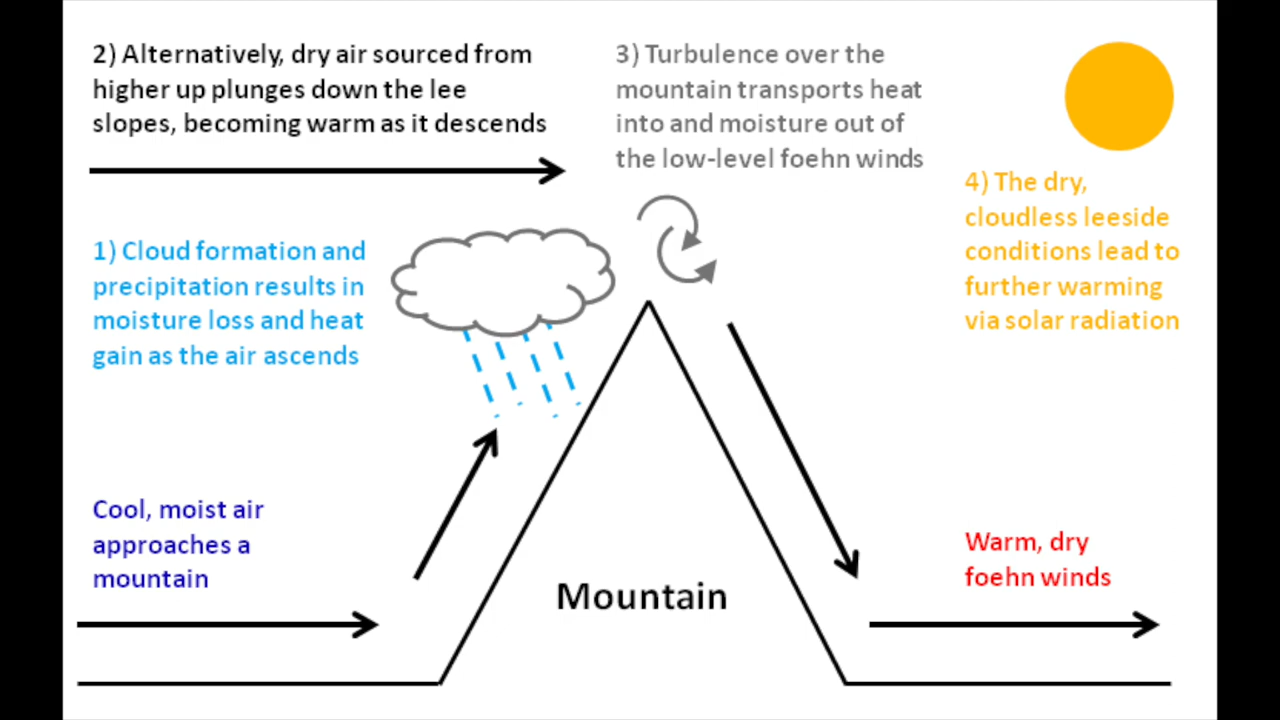 2) Alternatively, dry air sourced from
higher up plunges down the lee
slopes, becoming warm as it descends
3) Turbulence over the
mountain transports heat
into and moisture out of
the low-level foehn winds
4) The dry,
cloudless leeside
conditions lead to
further warming
via solar radiation
1) Cloud formation and
precipitation results in
moisture loss and heat
gain as the air ascends
Cool, moist air
approaches a
mountain
Mountain
Warm, dry
foehn winds